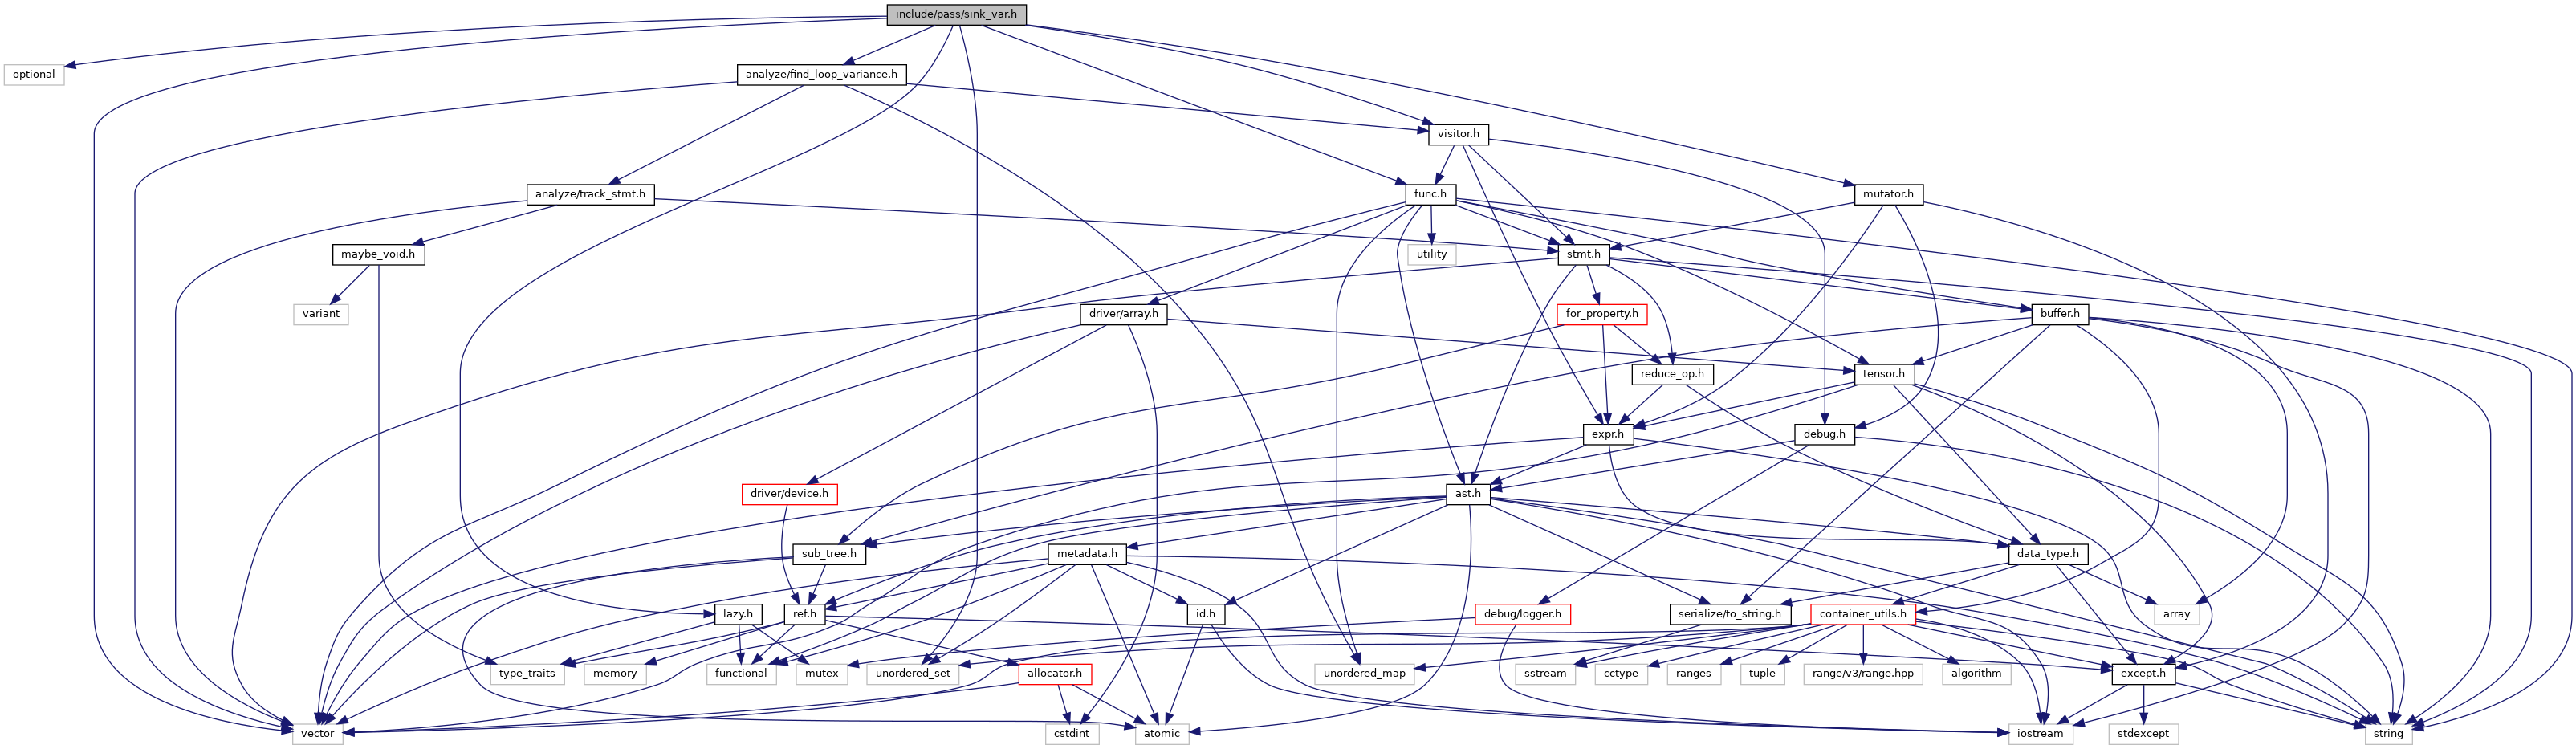 include/pass/sink_var.h
optional
analyze/find_loop_variance.h
visitor.h
analyze/track_stmt.h
func.h
mutator.h
maybe_void.h
utility
stmt.h
variant
driver/array.h
for_property.h
buffer.h
reduce_op.h
tensor.h
expr.h
debug.h
driver/device.h
ast.h
sub_tree.h
metadata.h
data_type.h
lazy.h
ref.h
id.h
debug/logger.h
serialize/to_string.h
container_utils.h
array
type_traits
memory
functional
mutex
unordered_set
allocator.h
unordered_map
sstream
cctype
ranges
tuple
range/v3/range.hpp
algorithm
except.h
vector
cstdint
atomic
iostream
stdexcept
string